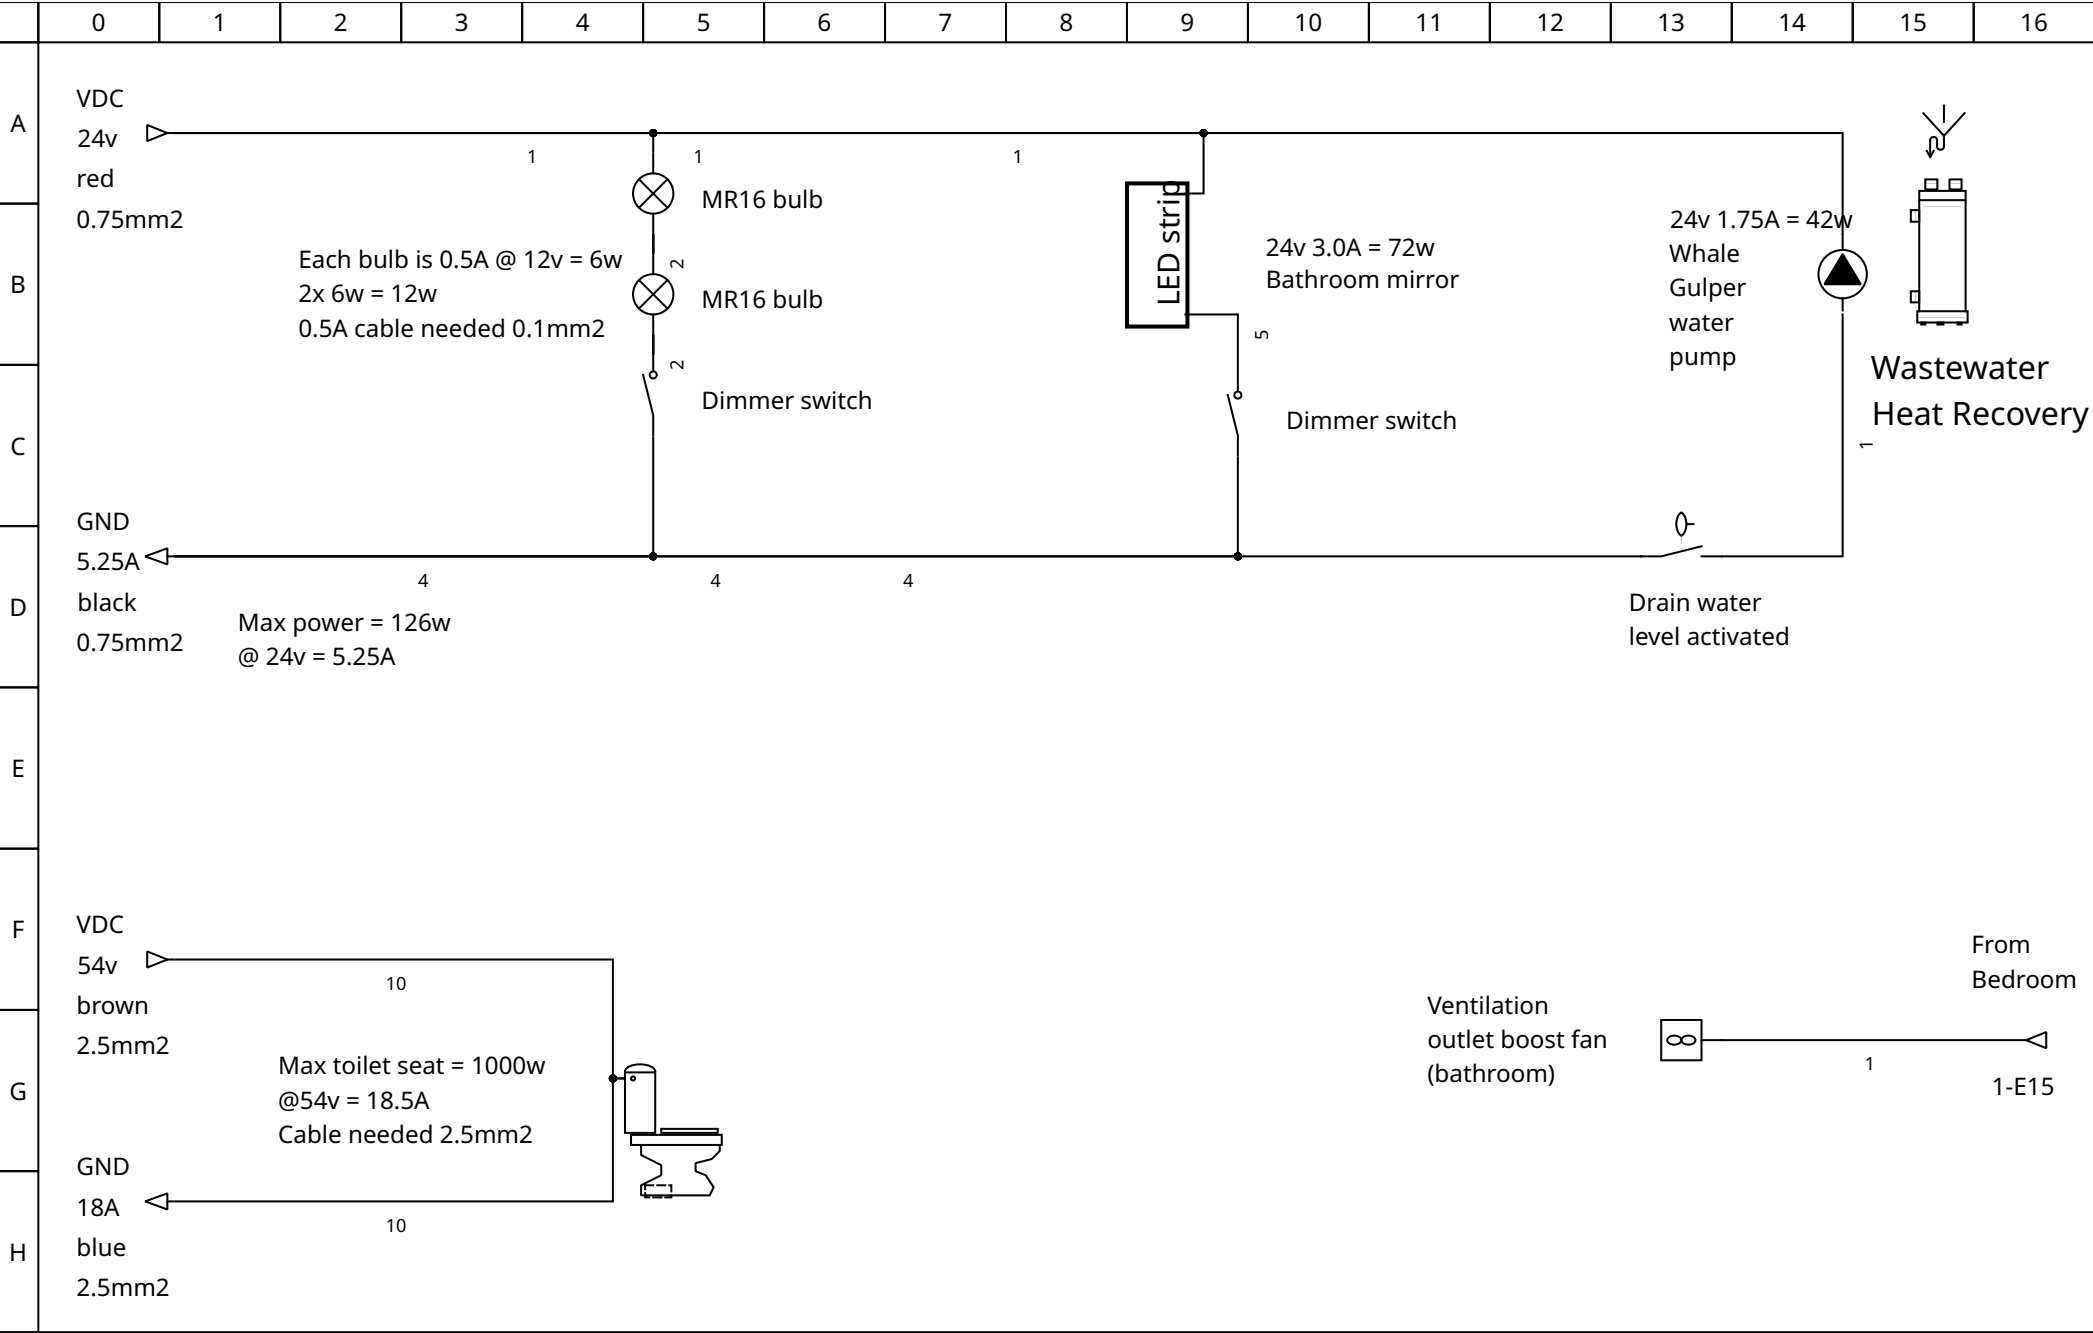 0 1 2 3 4 5 6 7 8 9 10 11 12 13 14 15 16
A
VDC
24v
red
0.75mm2
1
1
1
MR16 bulb
LED strip
24v 1.75A = 42w
Whale
Gulper
water
pump
B
Each bulb is 0.5A @ 12v = 6w
2x 6w = 12w
0.5A cable needed 0.1mm2
2
MR16 bulb
24v 3.0A = 72w
Bathroom mirror
5
2
Dimmer switch
Dimmer switch
Wastewater
Heat Recovery
1
C
GND
5.25A
black
0.75mm2
4
4
4
D
Max power = 126w
@ 24v = 5.25A
Drain water
level activated
E
F
VDC
54v
brown
2.5mm2
10
From
Bedroom
Ventilation
outlet boost fan
(bathroom)
1
1-E15
G
Max toilet seat = 1000w
@54v = 18.5A
Cable needed 2.5mm2
GND
18A
blue
2.5mm2
10
H